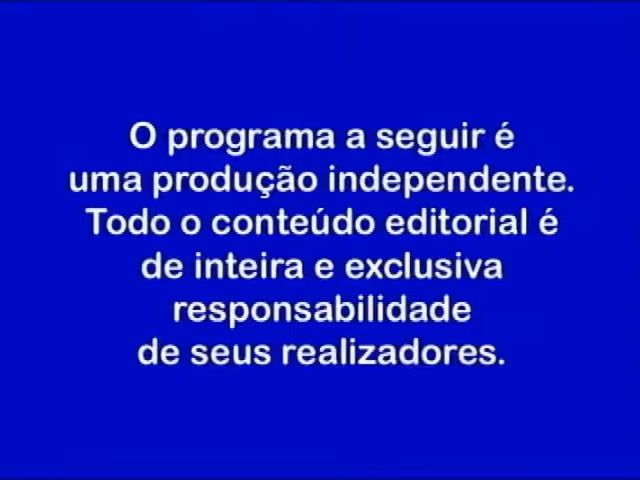 O programa a seguir é
uma produção independente.
Todo o conteúdo editorial é
de inteira e exclusiva
responsabilidade
de seus realizadores.